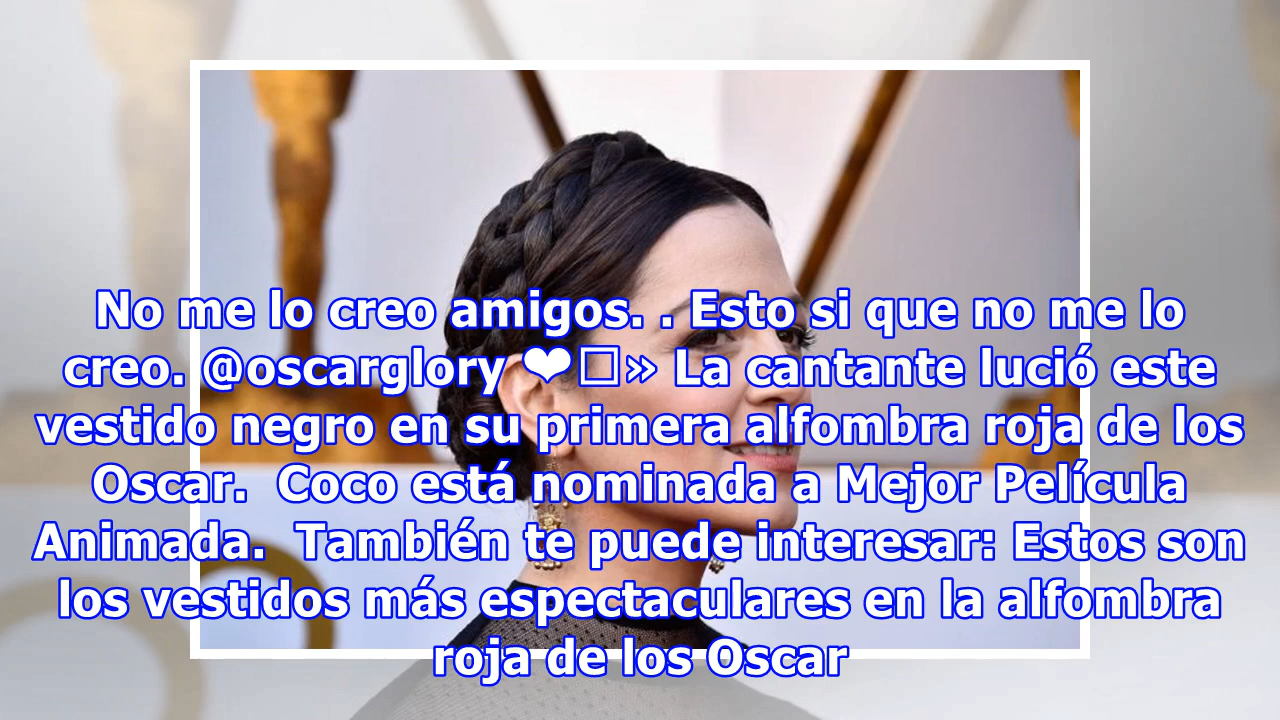 No me lo creo amigos. . Esto si que no me lo
creo. @oscarglory ❤□» La cantante lució este
vestido negro en su primera alfombra roja de los
Oscar.  Coco está nominada a Mejor Película
Animada.  También te puede interesar: Estos son
los vestidos más espectaculares en la alfombra
roja de los Oscar